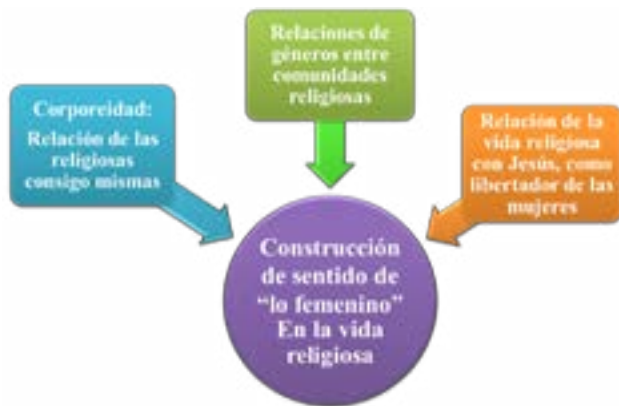 Corporeidad:
Relación de las
religiosas
consigo mismas
Relaciones de
géneros entre
comunidades
religiosas
Relación de la
vida religiosa
con Jesús, como
libertador de las
mujeres
Construcción
de sentido de
“lo femenino”
En la vida
religiosa